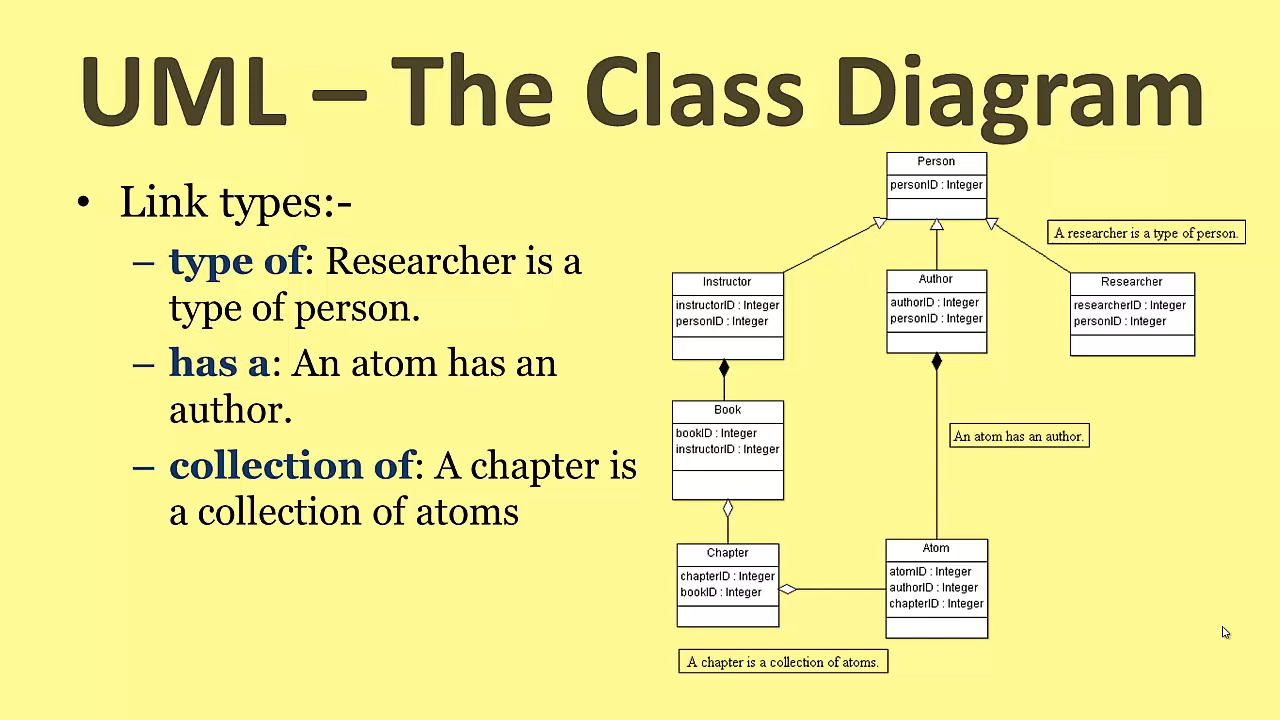 UML – The Class Diagram
• Link types:-
– type of: Researcher is a
type of person.
– has a: An atom has an
author.
– collection of: A chapter is
a collection of atoms
Person
personID : Integer
A researcher is a type of person.
Instructor
instructorID : Integer
personID : Integer
Author
authorID : Integer
personID : Integer
Researcher
researcherID : Integer
personID : Integer
Book
bookID : Integer
instructorID : Integer
An atom has an author.
Chapter
chapterID : Integer
bookID : Integer
Atom
atomID : Integer
authorID : Integer
chapterID : Integer
A chapter is a collection of atoms.